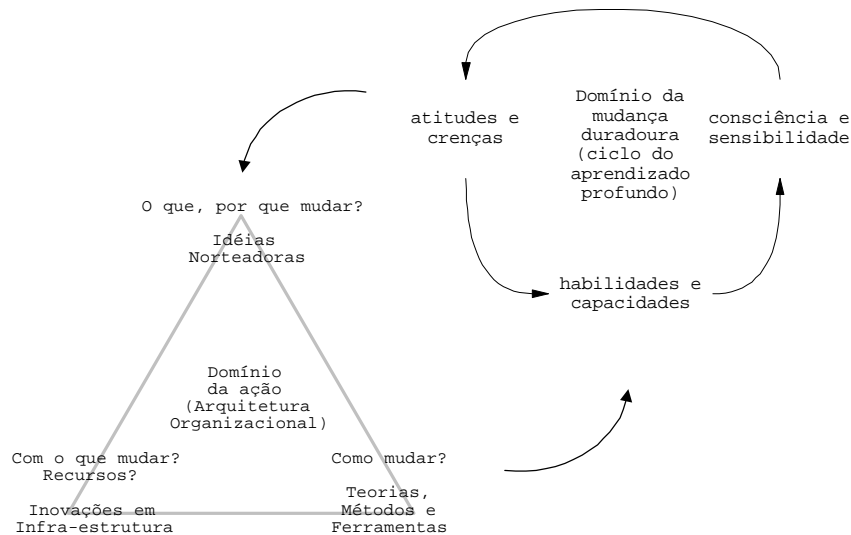 Domínio da
mudança
duradoura
(ciclo do
aprendizado
profundo)
atitudes e
crenças
consciência e
sensibilidade
habilidades e
capacidades
O que, por que mudar?
Idéias
Norteadoras
Domínio
da ação
(Arquitetura
Organizacional)
Com o que mudar?
Recursos?
Inovações em
Infra-estrutura
Como mudar?
Teorias,
Métodos e
Ferramentas